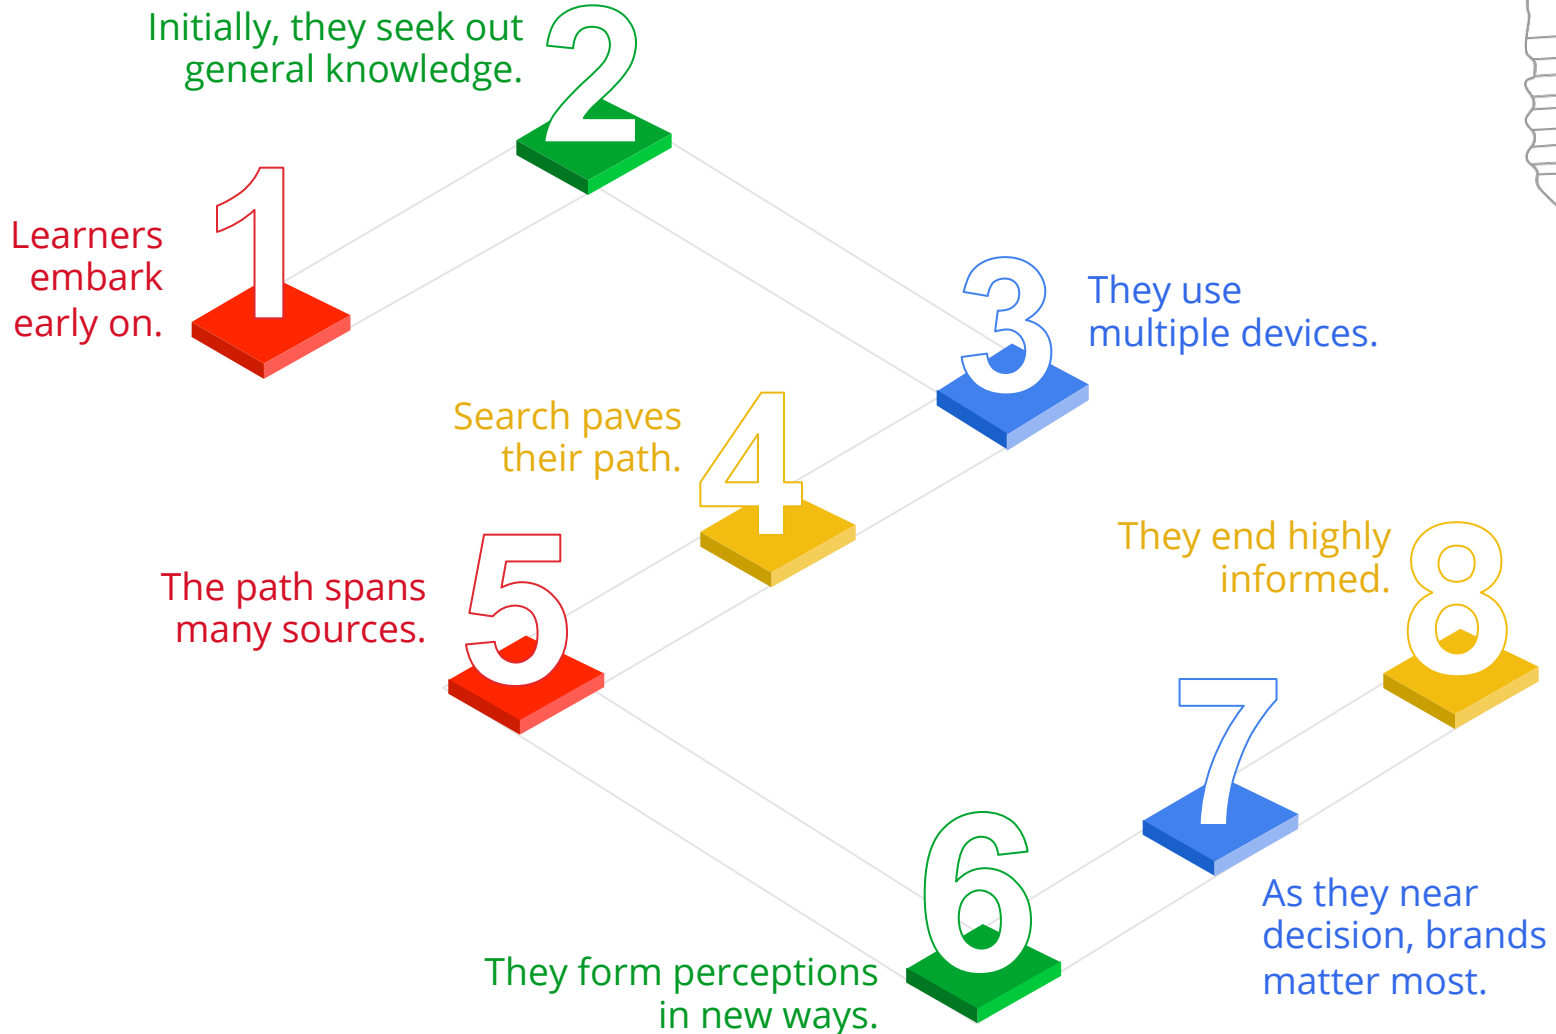 1
Learners
embark
early on.
2
Initially, they seek out
general knowledge.
3
They use
multiple devices.
4
Search paves
their path.
5
The path spans
many sources.
6
They form perceptions
in new ways.
7
As they near
decision, brands
matter most.
8
They end highly
informed.